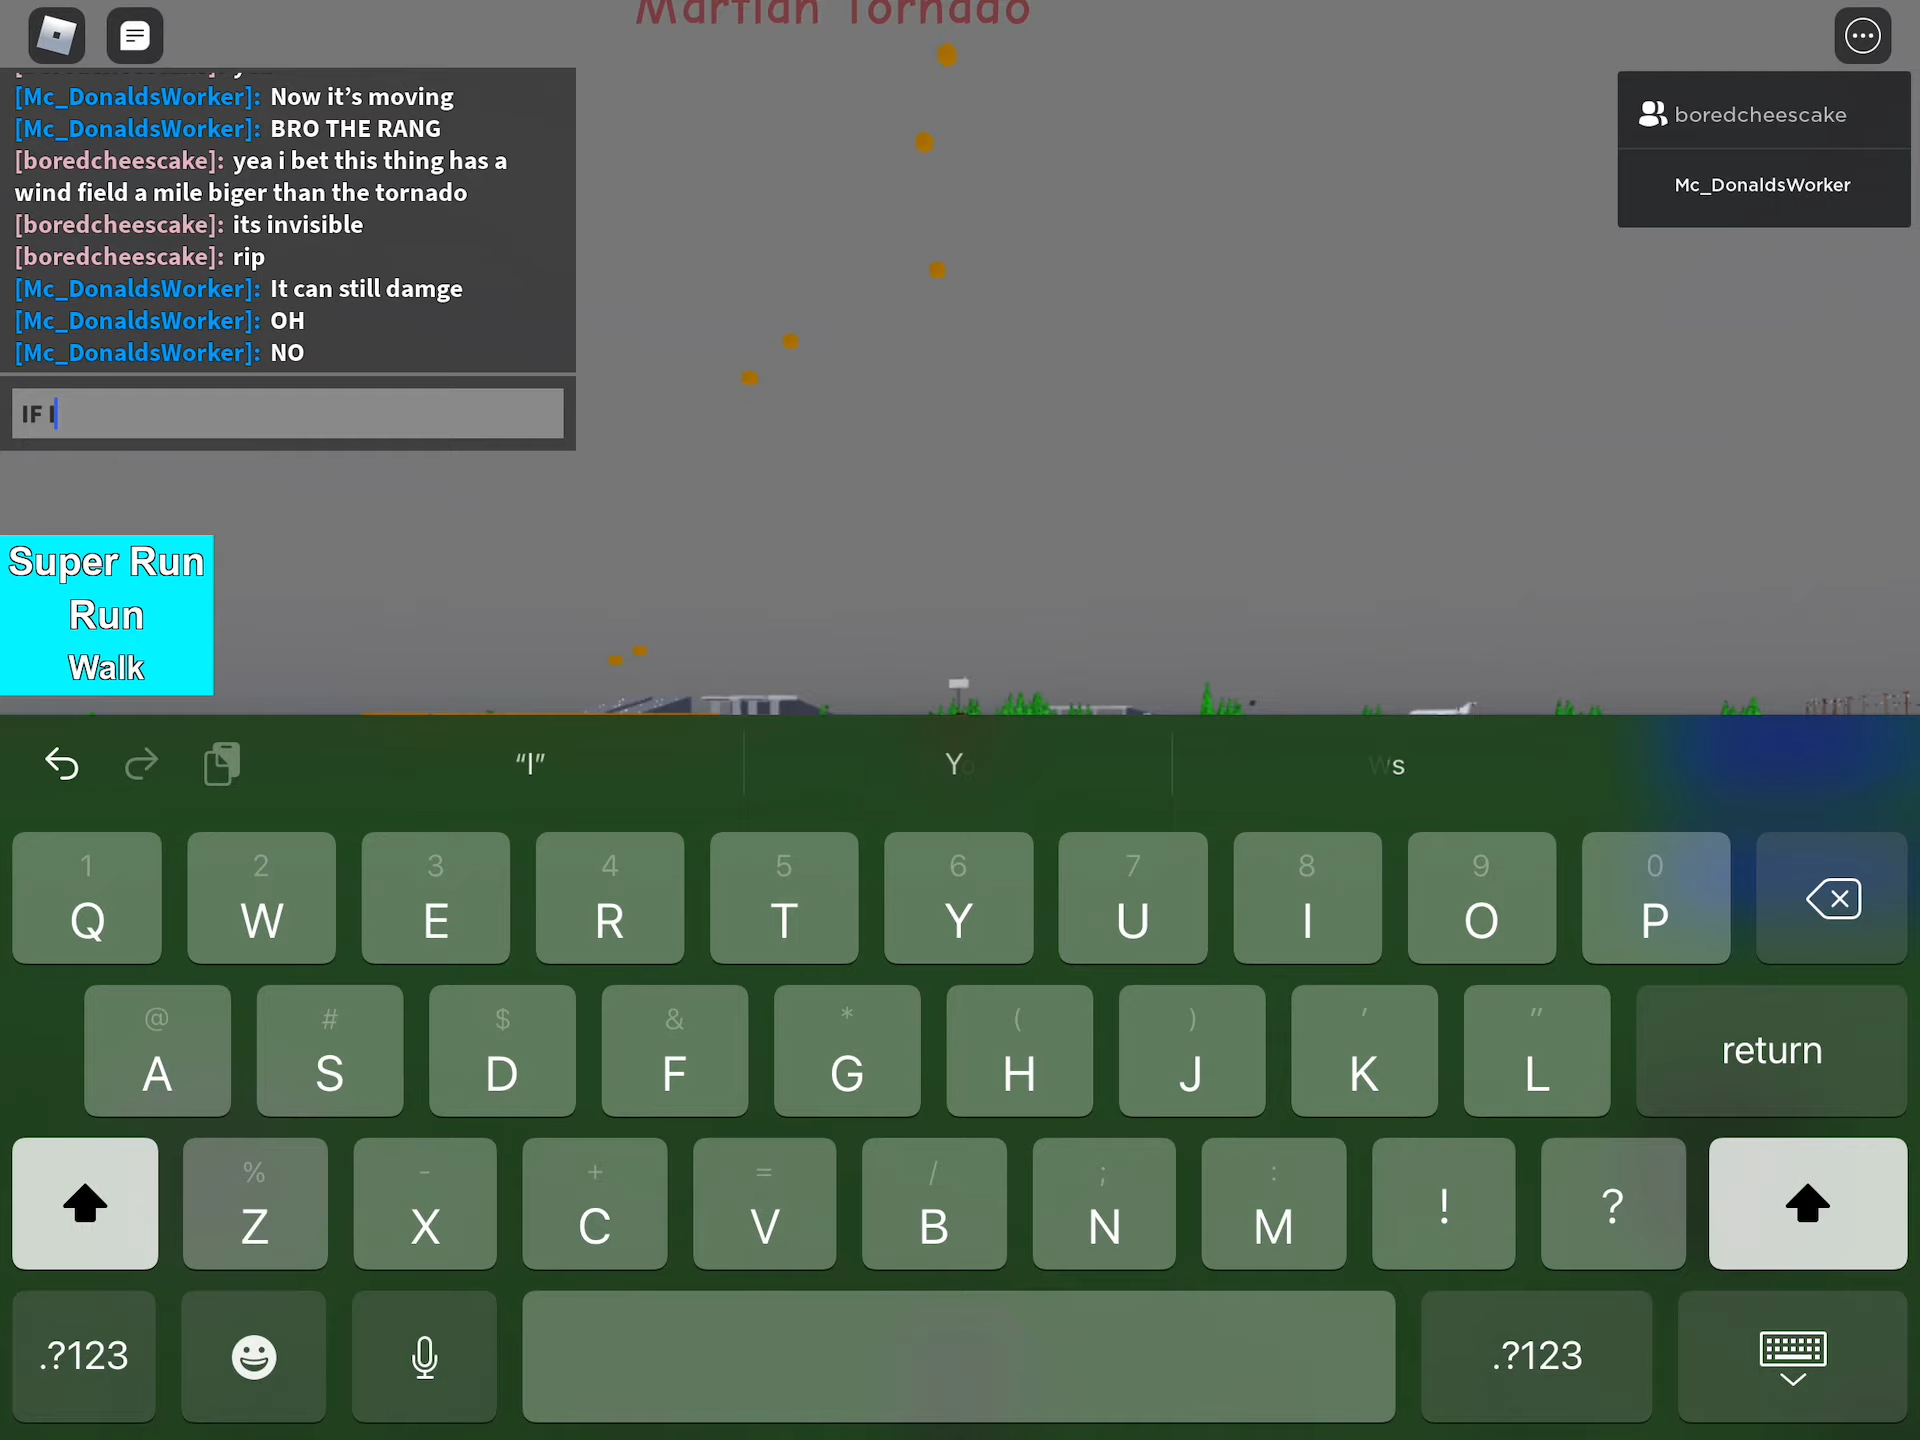 Martian Tornado
[Mc_DonaldsWorker]: Now it’s moving
[Mc_DonaldsWorker]: BRO THE RANG
[boredcheescake]: yea i bet this thing has a
wind field a mile biger than the tornado
[boredcheescake]: its invisible
[boredcheescake]: rip
[Mc_DonaldsWorker]: It can still damge
[Mc_DonaldsWorker]: OH
[Mc_DonaldsWorker]: NO
IF I
boredcheescake
Mc_DonaldsWorker
Super Run
Run
Walk
“I”
1 2 3 4 5 6 7 8 9 0
Q W E R T Y U I O P
@ # $ & * ( ) ' "
A S D F G H J K L return
% - + = / ; :
Z X C V B N M ! ?
.?123 .?123